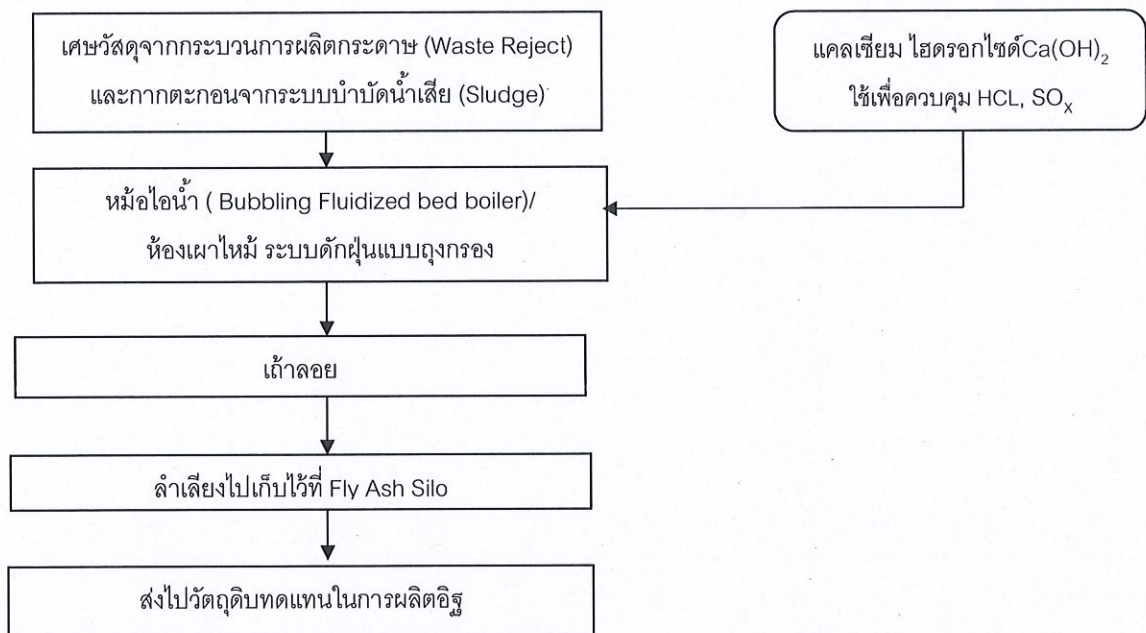 เศษวัสดุจากกระบวนการผลิตกระดาษ (Waste Reject)
และกากตะกอนจากระบบบำบัดน้ำเสีย (Sludge)
แคลเซียม ไฮดรอกไซด์Ca(OH)₂
ใช้เพื่อควบคุม HCL, SOₓ
หม้อไอน้ำ ( Bubbling Fluidized bed boiler)/
ห้องเผาไหม้ ระบบดักฝุ่นแบบถุงกรอง
เถ้าลอย
ลำเลียงไปเก็บไว้ที่ Fly Ash Silo
ส่งไปวัตถุดิบทดแทนในการผลิตอิฐ